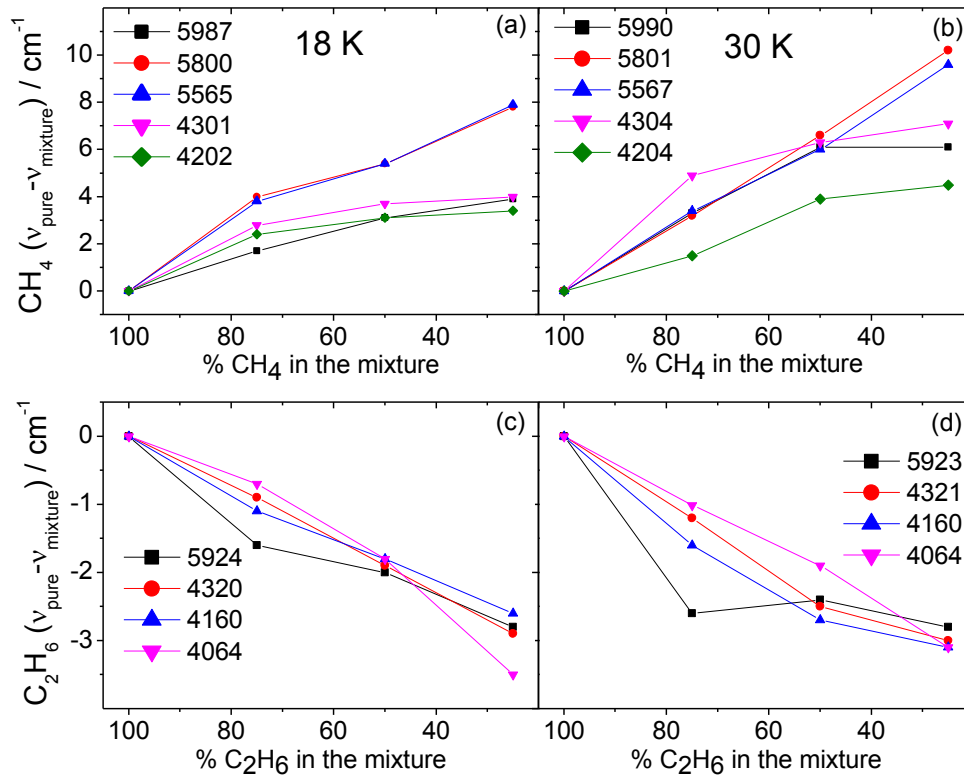 (a)
18 K
5987
5800
5565
4301
4202
CH4 (νpure-νmixture) / cm-1
10
8
6
4
2
0
100 80 60 40
% CH4 in the mixture
(b)
30 K
5990
5801
5567
4304
4204
100 80 60 40
% CH4 in the mixture
(c)
C2H6 (νpure-νmixture) / cm-1
0
-1
-2
-3
5924
4320
4160
4064
100 80 60 40
% C2H6 in the mixture
(d)
5923
4321
4160
4064
100 80 60 40
% C2H6 in the mixture